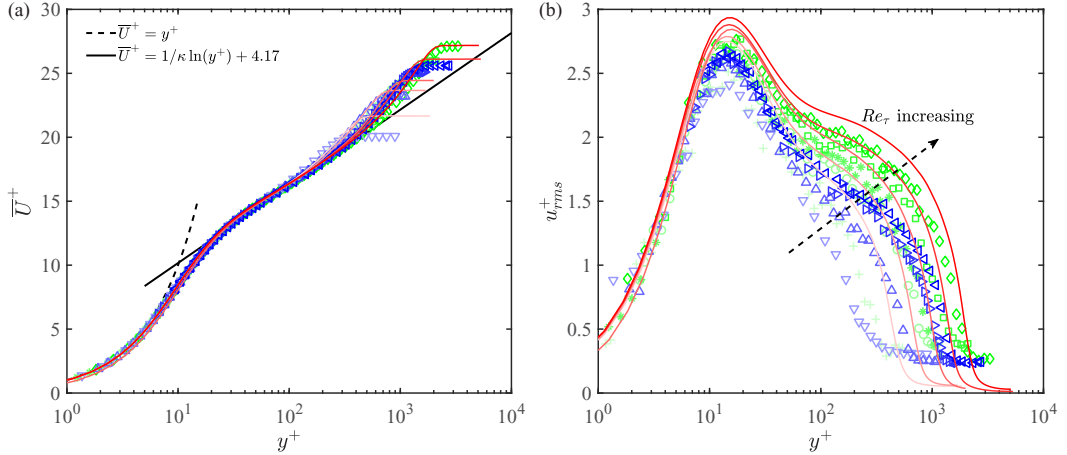 (a)
U̅⁺ = y⁺
U̅⁺ = 1/κ ln(y⁺) + 4.17
30
25
20
15
10
5
0
U̅⁺
10⁰ 10¹ 10² 10³ 10⁴
y⁺
(b)
Re_τ increasing
3
2.5
2
1.5
1
0.5
0
u⁺_rms
10⁰ 10¹ 10² 10³ 10⁴
y⁺